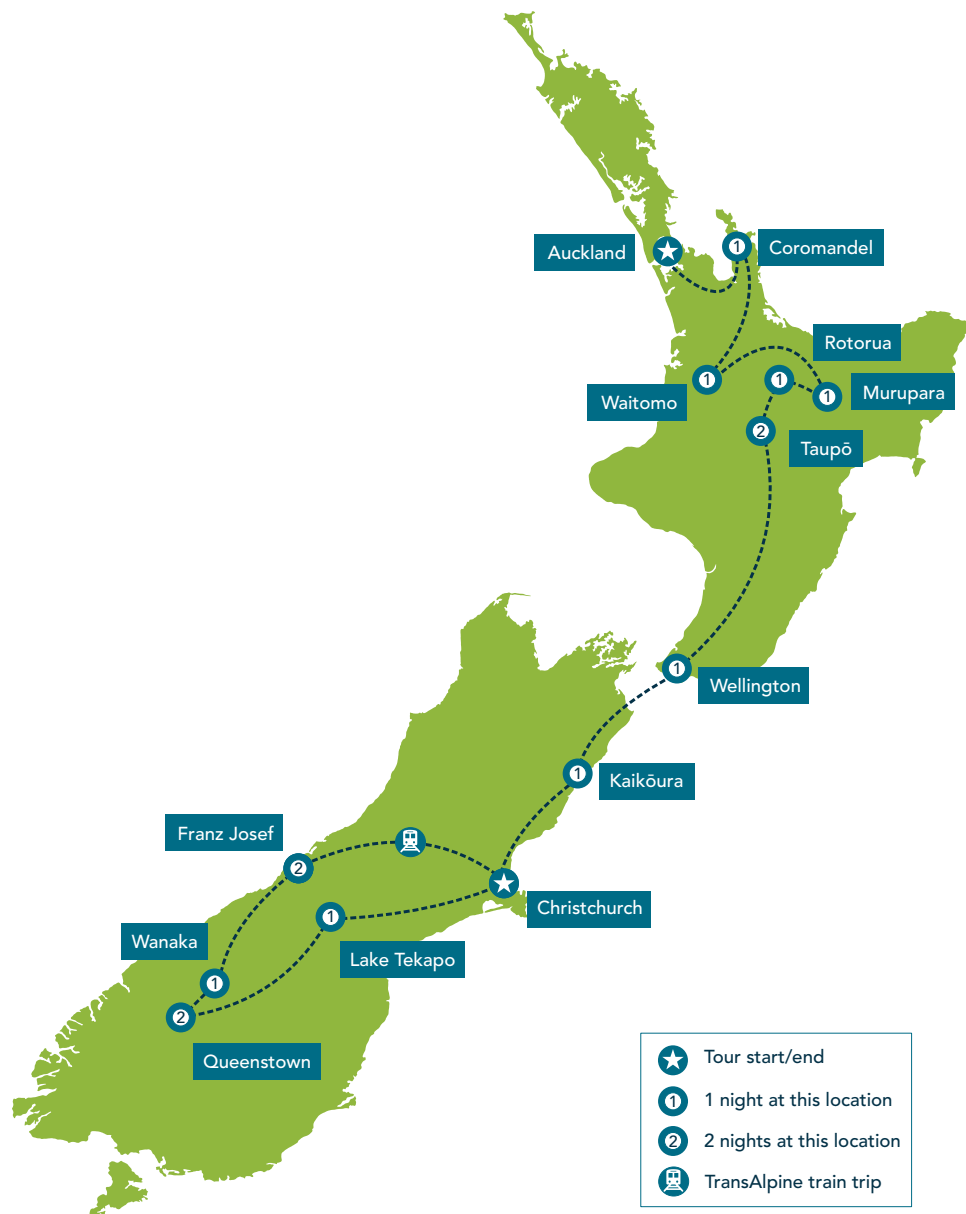 Auckland
1
Coromandel
Rotorua
Waitomo
1
1
1
Murupara
2
Taupō
1
Wellington
1
Kaikōura
Franz Josef
2
Christchurch
1
Wanaka
Lake Tekapo
1
2
Queenstown
Tour start/end
1 1 night at this location
2 2 nights at this location
TransAlpine train trip